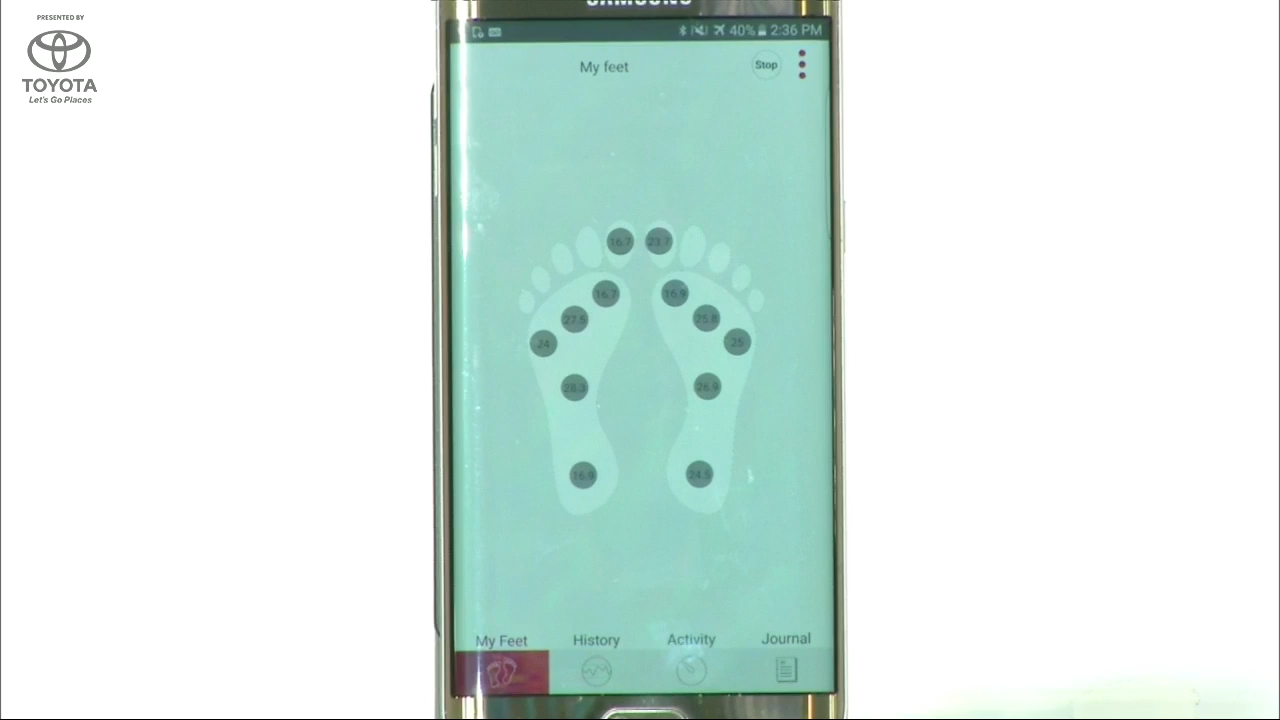 PRESENTED BY
TOYOTA
Let's Go Places
SAMSUNG
40% 2:36 PM
My feet
Stop
16.7 23.7
16.7 16.9
27.5 25.8
24 25
28.3 26.9
16.9 24.5
My Feet History Activity Journal